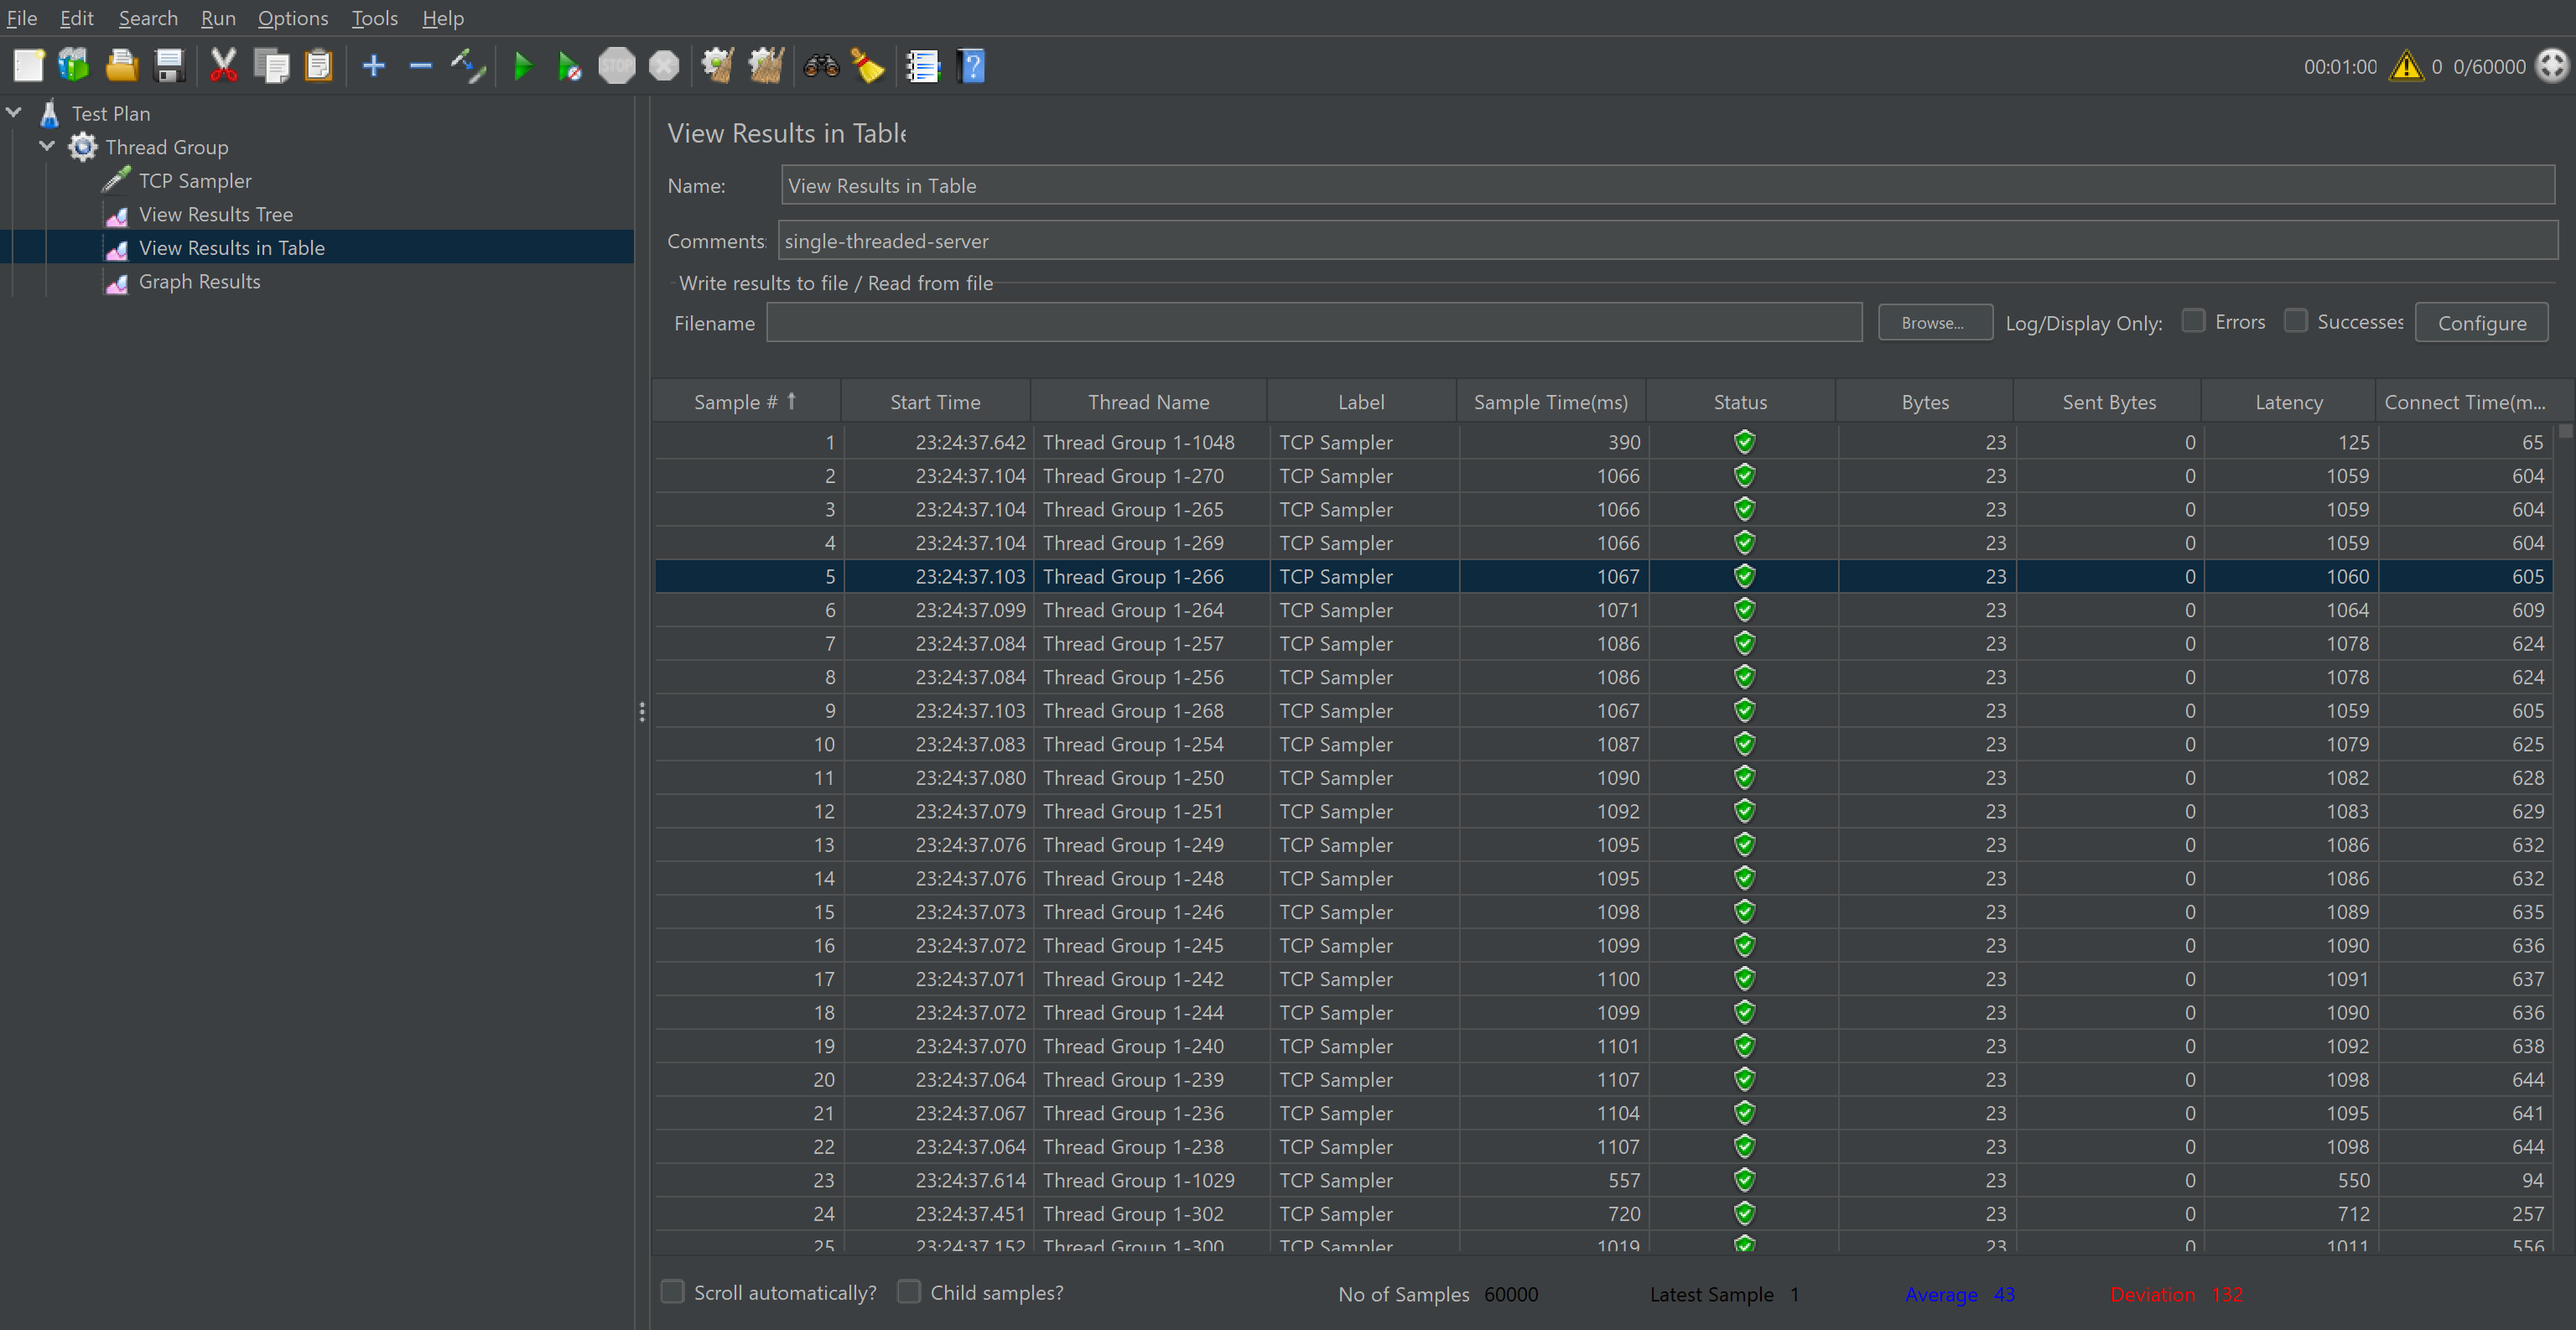 File Edit Search Run Options Tools Help
STOP
00:01:00 0 0/60000
Test Plan
Thread Group
TCP Sampler
View Results Tree
View Results in Table
Graph Results
View Results in Table
Name: View Results in Table
Comments: single-threaded-server
Write results to file / Read from file
Filename Browse... Log/Display Only: Errors Successes Configure
Sample # Start Time Thread Name Label Sample Time(ms) Status Bytes Sent Bytes Latency Connect Time(m...
1 23:24:37.642 Thread Group 1-1048 TCP Sampler 390 23 0 125 65
2 23:24:37.104 Thread Group 1-270 TCP Sampler 1066 23 0 1059 604
3 23:24:37.104 Thread Group 1-265 TCP Sampler 1066 23 0 1059 604
4 23:24:37.104 Thread Group 1-269 TCP Sampler 1066 23 0 1059 604
5 23:24:37.103 Thread Group 1-266 TCP Sampler 1067 23 0 1060 605
6 23:24:37.099 Thread Group 1-264 TCP Sampler 1071 23 0 1064 609
7 23:24:37.084 Thread Group 1-257 TCP Sampler 1086 23 0 1078 624
8 23:24:37.084 Thread Group 1-256 TCP Sampler 1086 23 0 1078 624
9 23:24:37.103 Thread Group 1-268 TCP Sampler 1067 23 0 1059 605
10 23:24:37.083 Thread Group 1-254 TCP Sampler 1087 23 0 1079 625
11 23:24:37.080 Thread Group 1-250 TCP Sampler 1090 23 0 1082 628
12 23:24:37.079 Thread Group 1-251 TCP Sampler 1092 23 0 1083 629
13 23:24:37.076 Thread Group 1-249 TCP Sampler 1095 23 0 1086 632
14 23:24:37.076 Thread Group 1-248 TCP Sampler 1095 23 0 1086 632
15 23:24:37.073 Thread Group 1-246 TCP Sampler 1098 23 0 1089 635
16 23:24:37.072 Thread Group 1-245 TCP Sampler 1099 23 0 1090 636
17 23:24:37.071 Thread Group 1-242 TCP Sampler 1100 23 0 1091 637
18 23:24:37.072 Thread Group 1-244 TCP Sampler 1099 23 0 1090 636
19 23:24:37.070 Thread Group 1-240 TCP Sampler 1101 23 0 1092 638
20 23:24:37.064 Thread Group 1-239 TCP Sampler 1107 23 0 1098 644
21 23:24:37.067 Thread Group 1-236 TCP Sampler 1104 23 0 1095 641
22 23:24:37.064 Thread Group 1-238 TCP Sampler 1107 23 0 1098 644
23 23:24:37.614 Thread Group 1-1029 TCP Sampler 557 23 0 550 94
24 23:24:37.451 Thread Group 1-302 TCP Sampler 720 23 0 712 257
25 23:24:37.152 Thread Group 1-300 TCP Sampler 1019 23 0 1011 556
Scroll automatically? Child samples? No of Samples 60000 Latest Sample 1 Average 43 Deviation 132